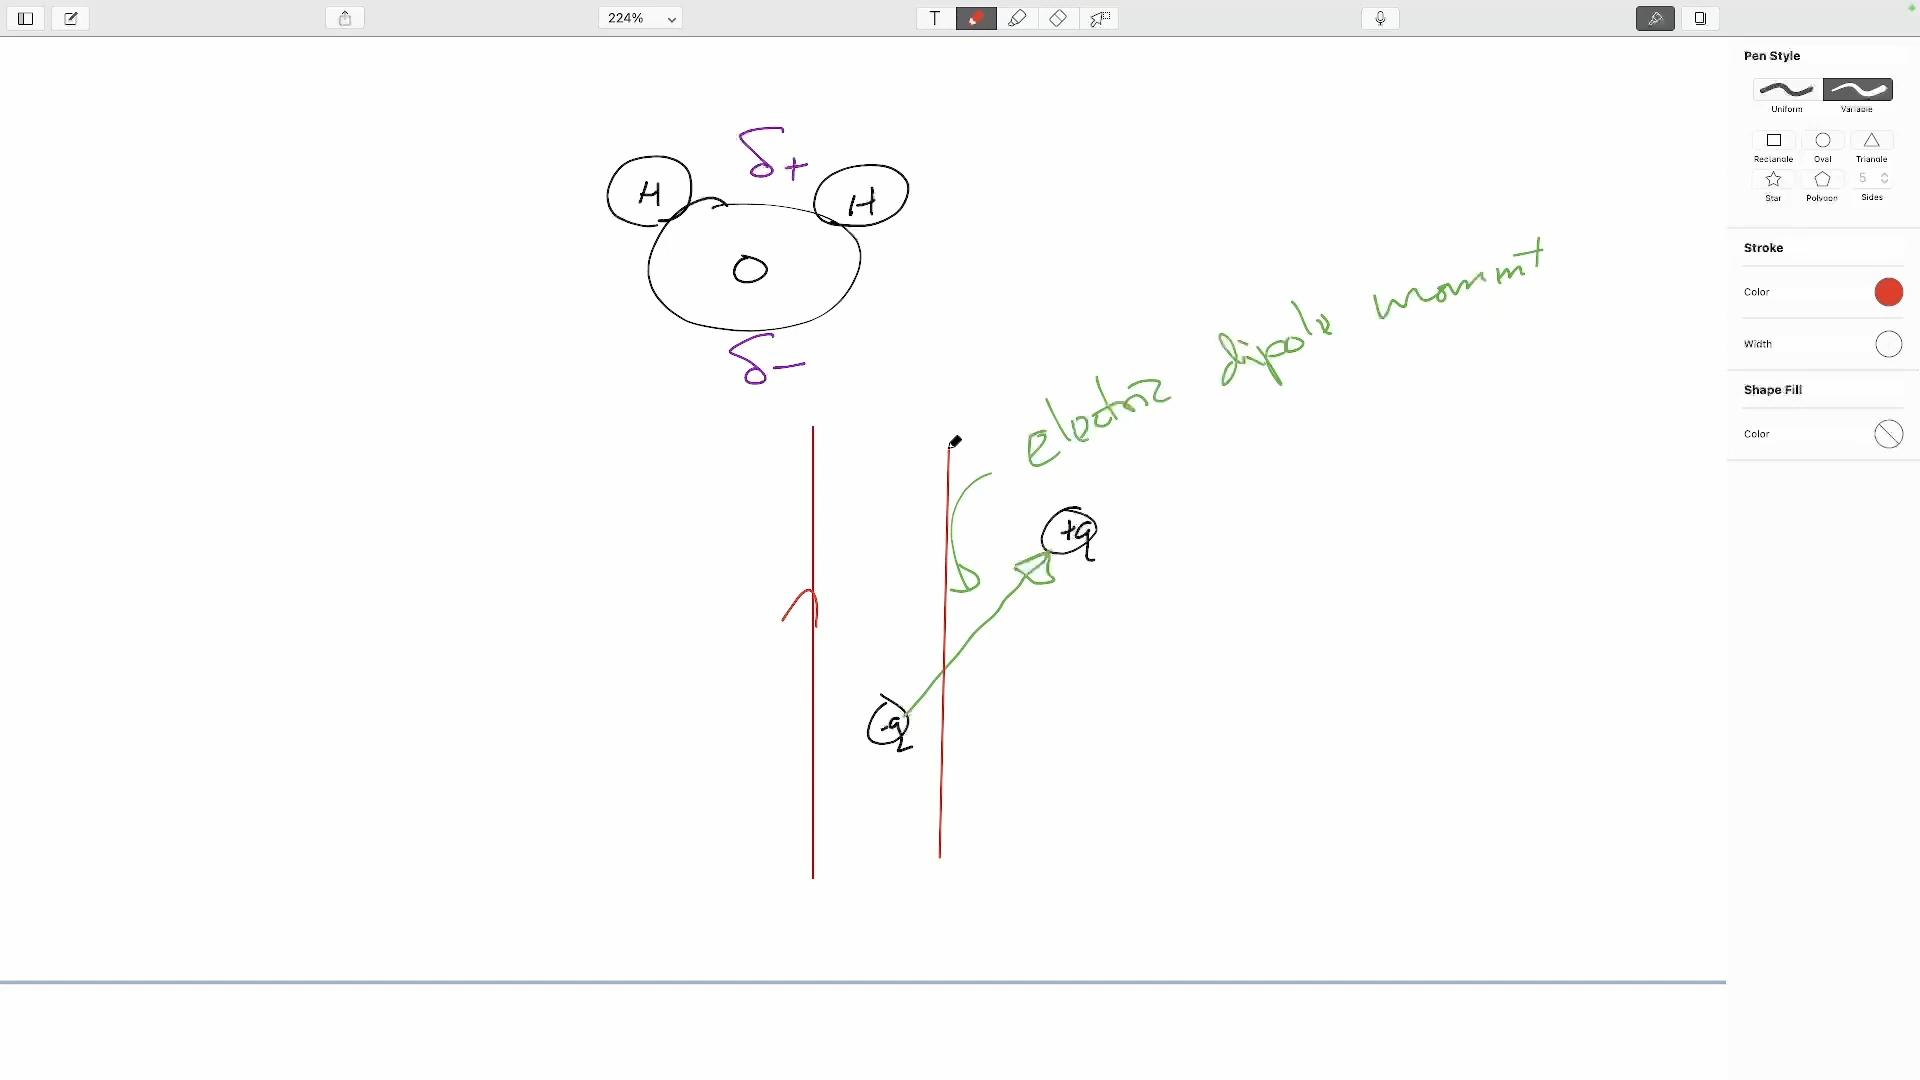 224%
T
Pen Style
Uniform Variable
Rectangle Oval Triangle
5
Star Polygon Sides
Stroke
Color
Width
Shape Fill
Color
δ+
H H
O
δ-
electric dipole moment
+q
-q